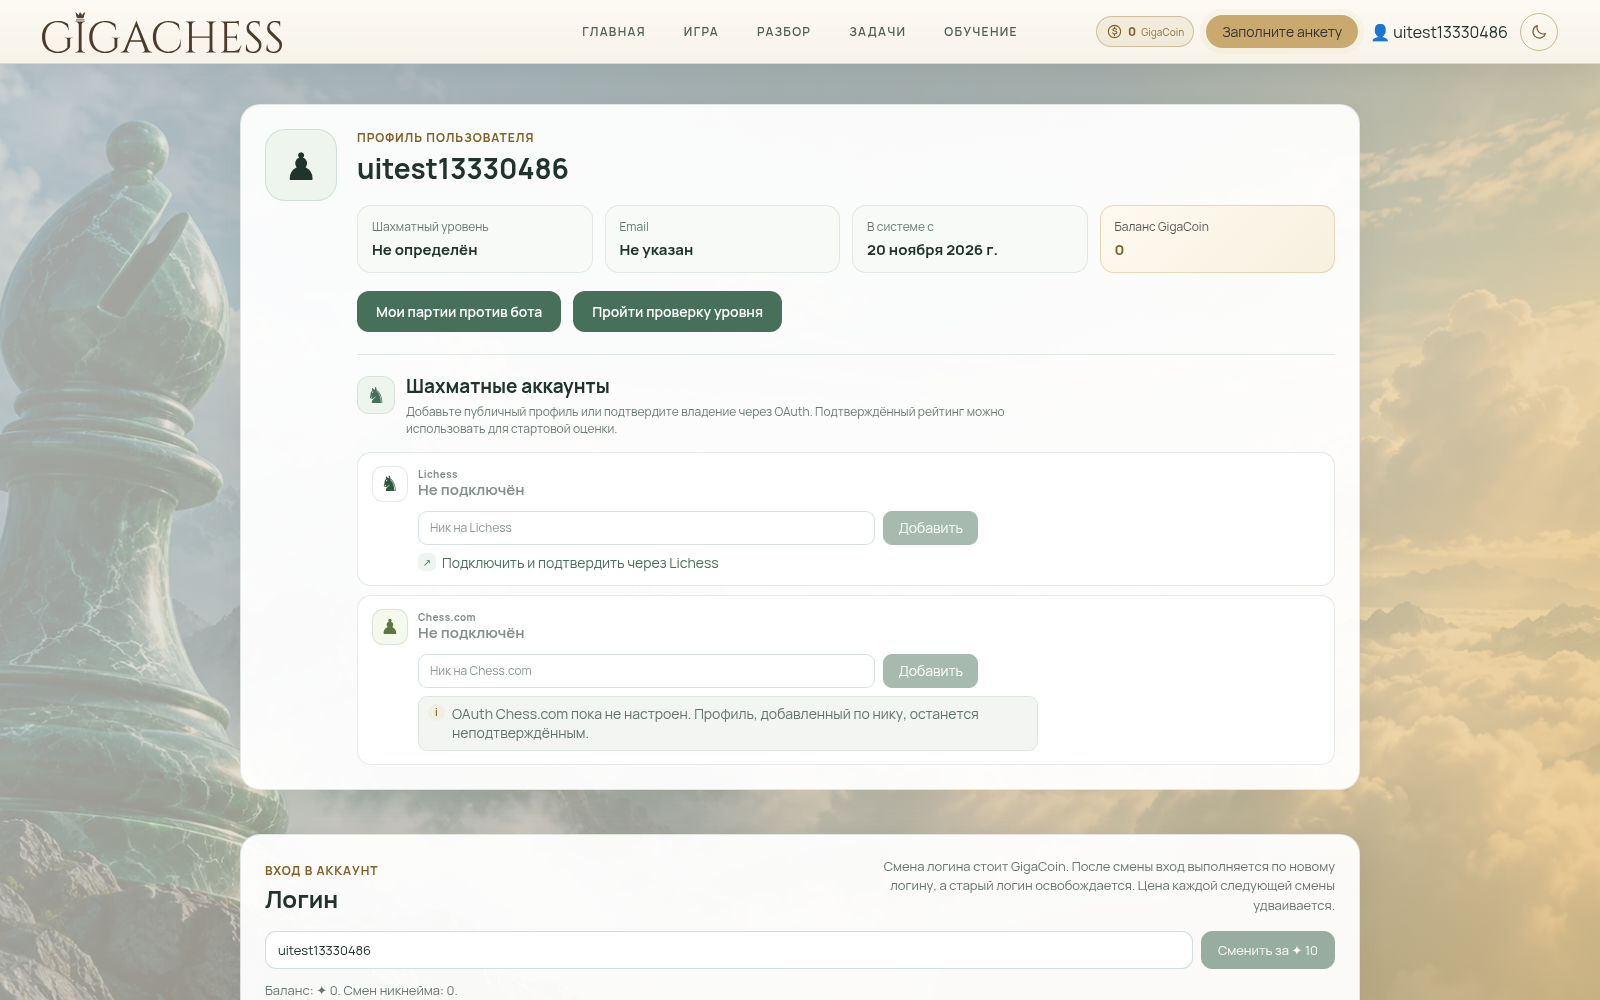 GIGACHESS
ГЛАВНАЯ
ИГРА
РАЗБОР
ЗАДАЧИ
ОБУЧЕНИЕ
0 GigaCoin
Заполните анкету
uitest13330486
ПРОФИЛЬ ПОЛЬЗОВАТЕЛЯ
uitest13330486
Шахматный уровень
Не определён
Email
Не указан
В системе с
20 ноября 2026 г.
Баланс GigaCoin
0
Мои партии против бота
Пройти проверку уровня
Шахматные аккаунты
Добавьте публичный профиль или подтвердите владение через OAuth. Подтверждённый рейтинг можно
использовать для стартовой оценки.
Lichess
Не подключён
Ник на Lichess
Добавить
↗ Подключить и подтвердить через Lichess
Chess.com
Не подключён
Ник на Chess.com
Добавить
i OAuth Chess.com пока не настроен. Профиль, добавленный по нику, останется
неподтверждённым.
ВХОД В АККАУНТ
Логин
Смена логина стоит GigaCoin. После смены вход выполняется по новому
логину, а старый логин освобождается. Цена каждой следующей смены
удваивается.
uitest13330486
Сменить за ✦ 10
Баланс: ✦ 0. Смен никнейма: 0.